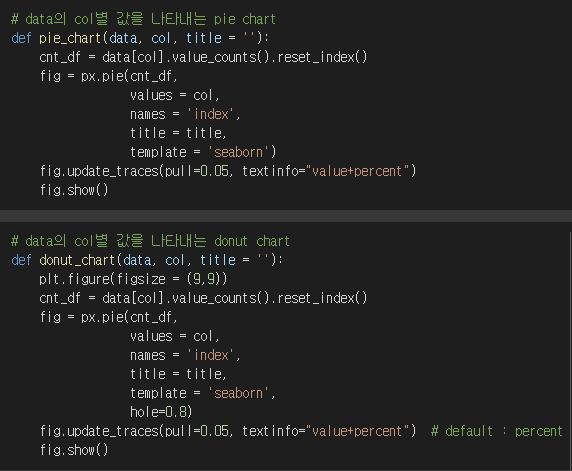 # data의 col별 값을 나타내는 pie chart
def pie_chart(data, col, title = ''):
    cnt_df = data[col].value_counts().reset_index()
    fig = px.pie(cnt_df,
                 values = col,
                 names = 'index',
                 title = title,
                 template = 'seaborn')
    fig.update_traces(pull=0.05, textinfo="value+percent")
    fig.show()
# data의 col별 값을 나타내는 donut chart
def donut_chart(data, col, title = ''):
    plt.figure(figsize = (9,9))
    cnt_df = data[col].value_counts().reset_index()
    fig = px.pie(cnt_df,
                 values = col,
                 names = 'index',
                 title = title,
                 template = 'seaborn',
                 hole=0.8)
    fig.update_traces(pull=0.05, textinfo="value+percent")  # default : percent
    fig.show()